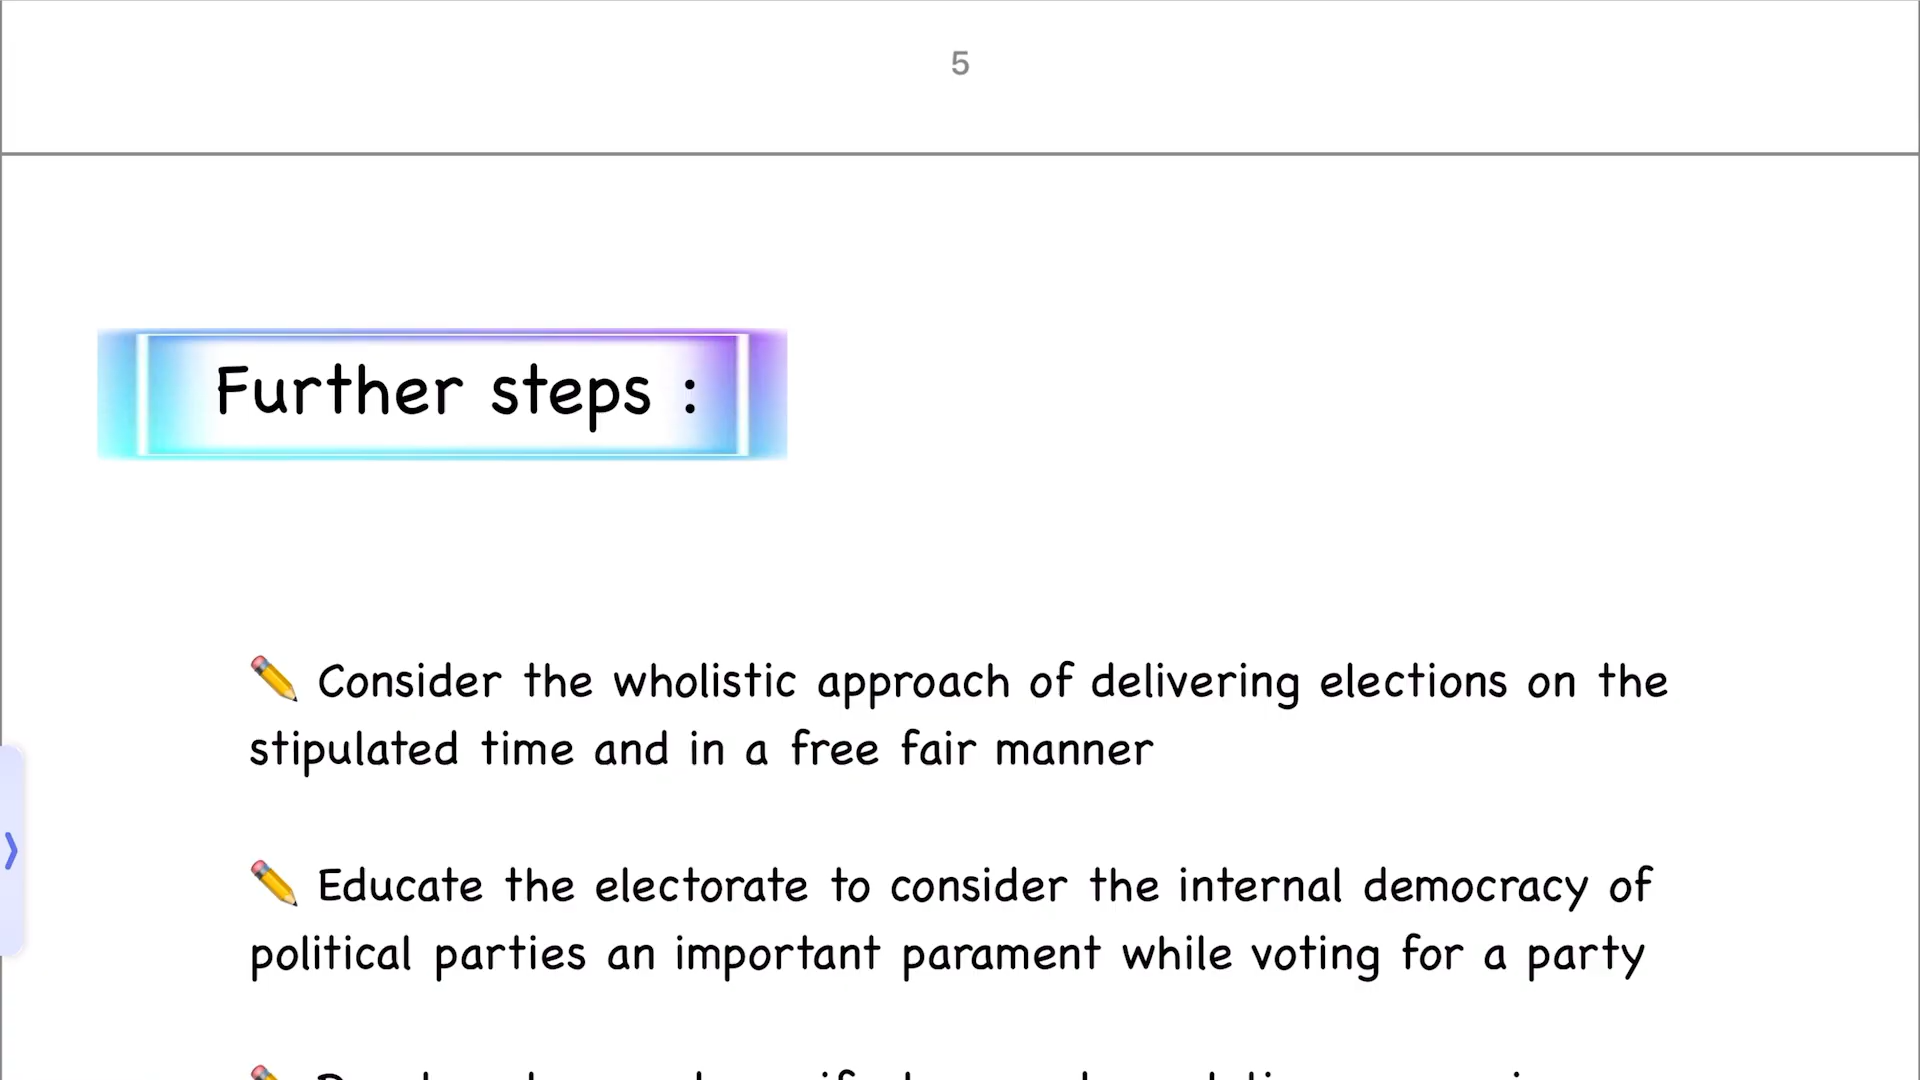 5
Further steps :
✏️ Consider the wholistic approach of delivering elections on the
stipulated time and in a free fair manner
✏️ Educate the electorate to consider the internal democracy of
political parties an important parament while voting for a party